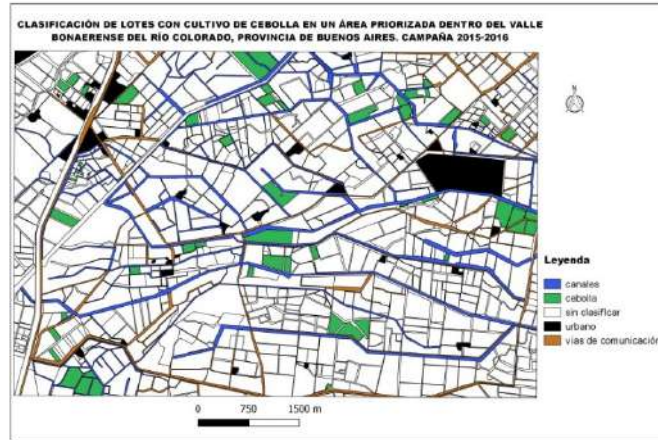 CLASIFICACIÓN DE LOTES CON CULTIVO DE CEBOLLA EN UN ÁREA PRIORIZADA DENTRO DEL VALLE
BONAERENSE DEL RÍO COLORADO, PROVINCIA DE BUENOS AIRES. CAMPAÑA 2015-2016
N
Leyenda
canales
cebolla
sin clasificar
urbano
vias de comunicación
0 750 1500 m